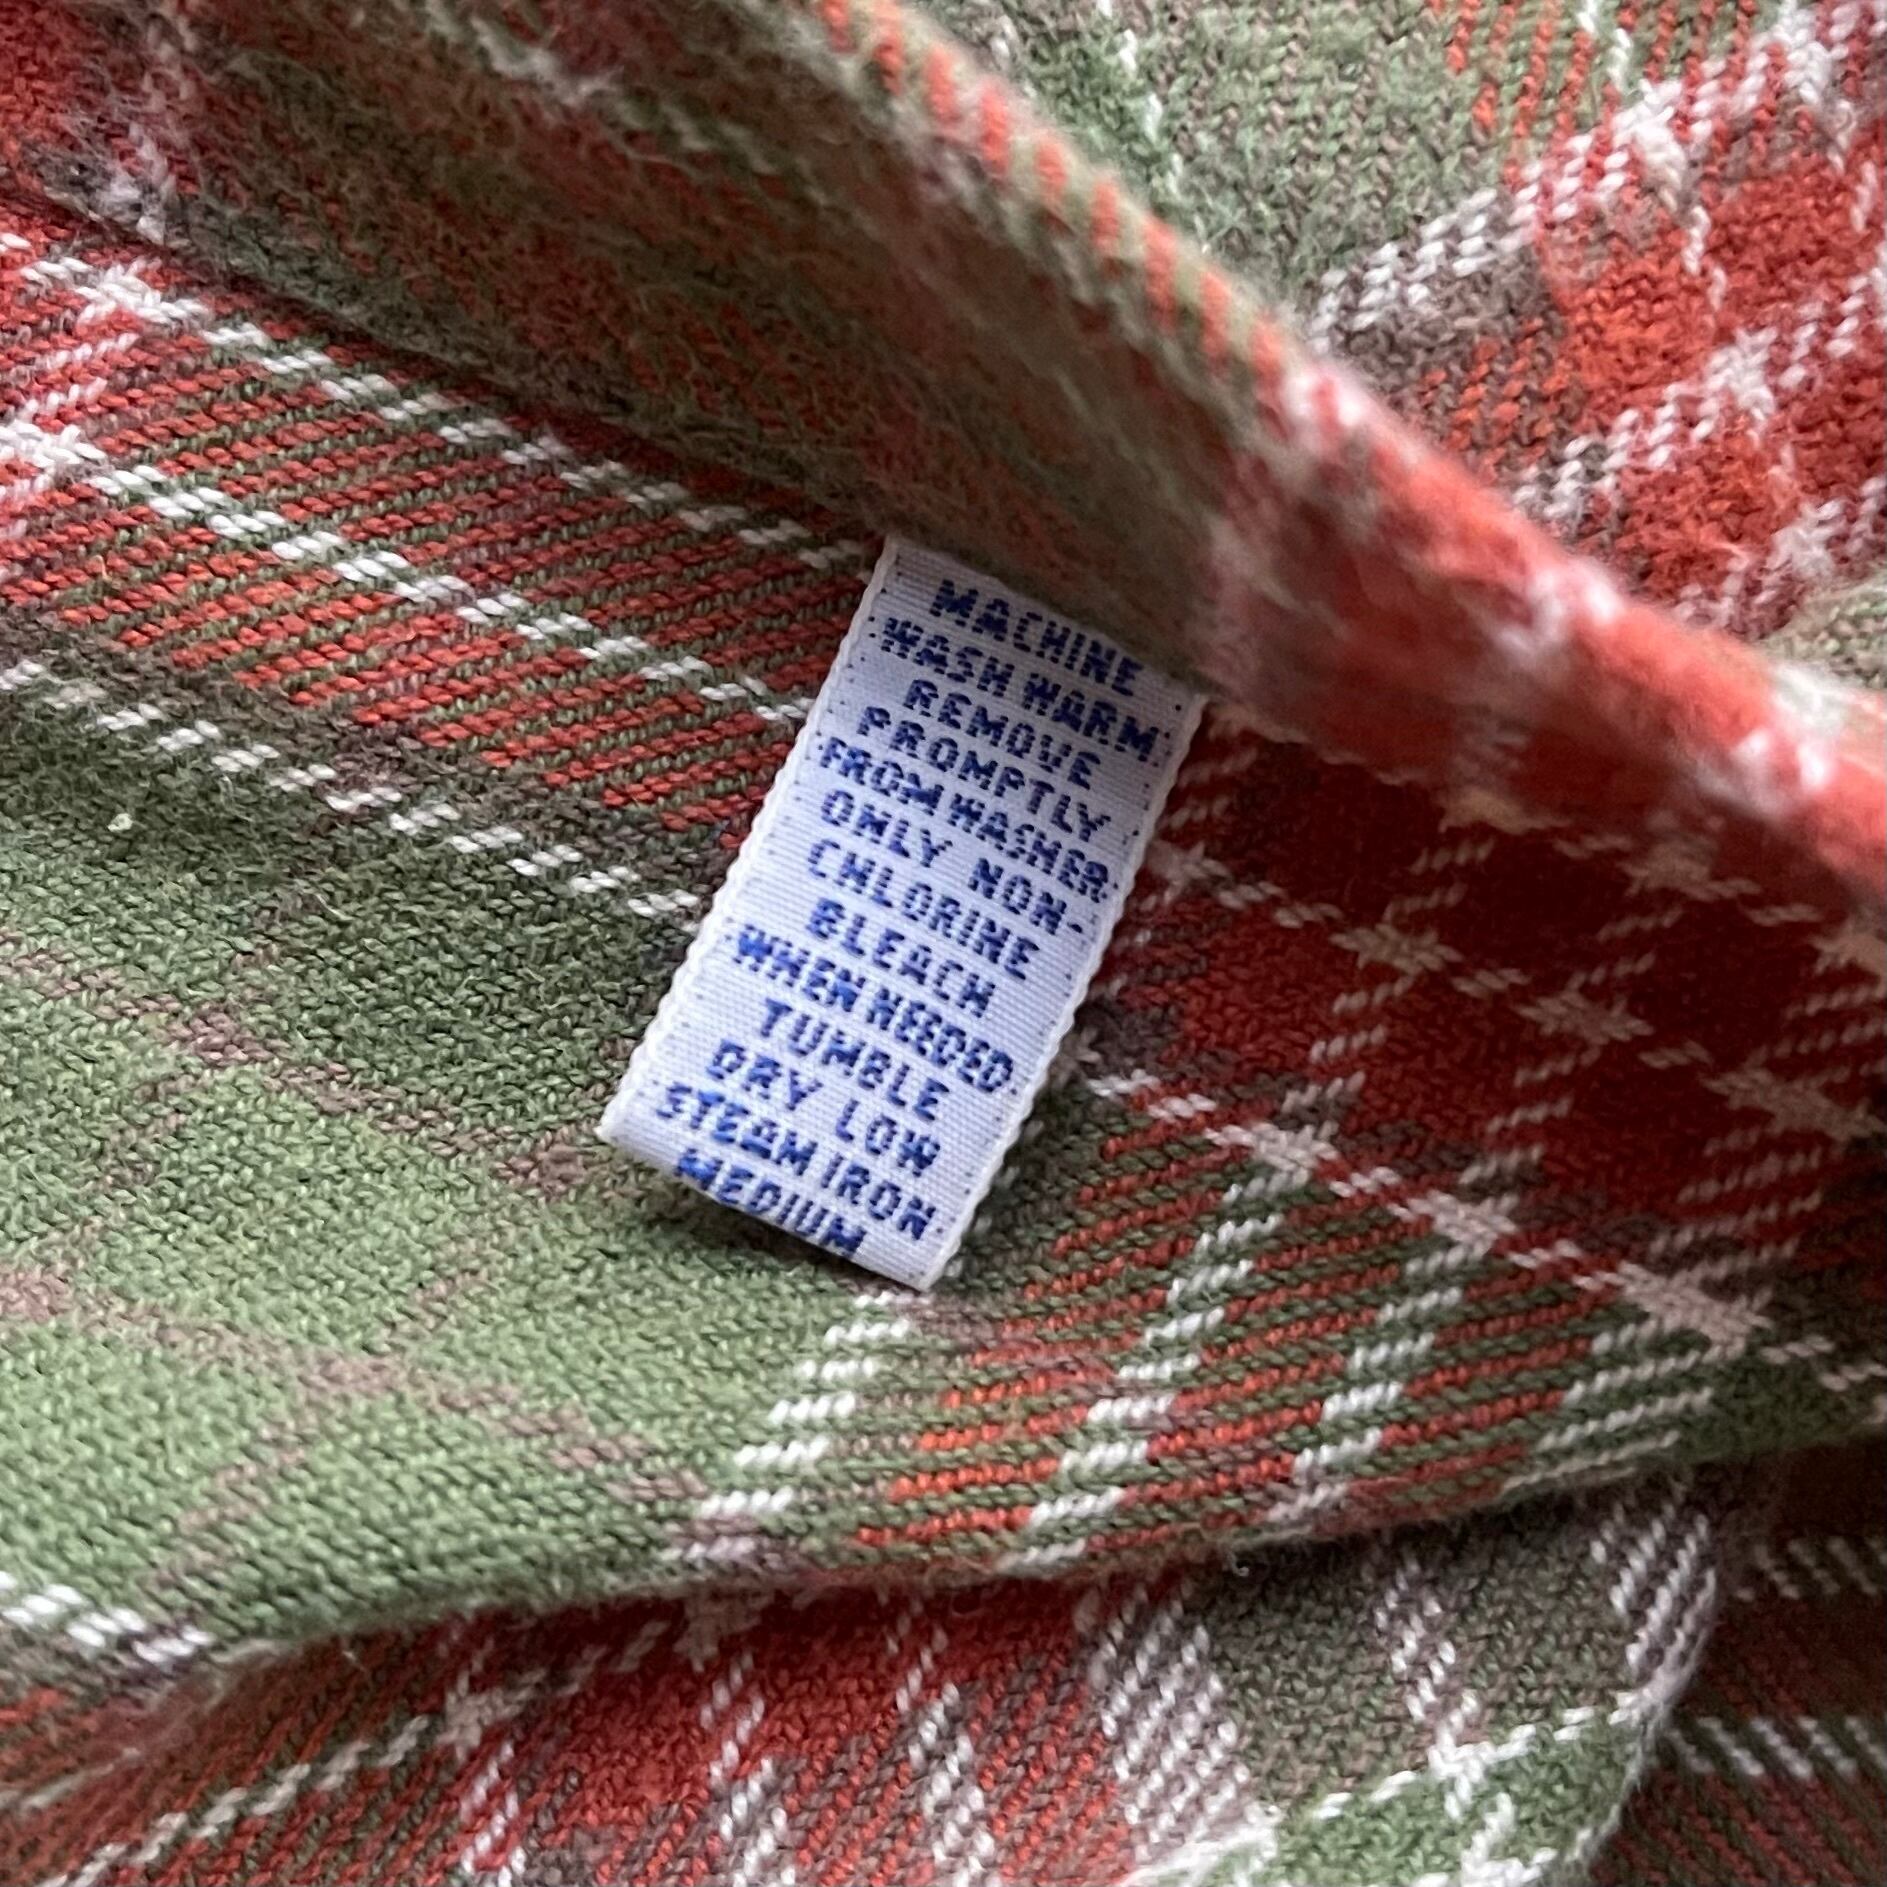 MACHINE
WASH WARM
REMOVE
PROMPTLY
FROM WASHER
ONLY NON-
CHLORINE
BLEACH
WHEN NEEDED
TUMBLE
DRY LOW
STEAM IRON
MEDIUM